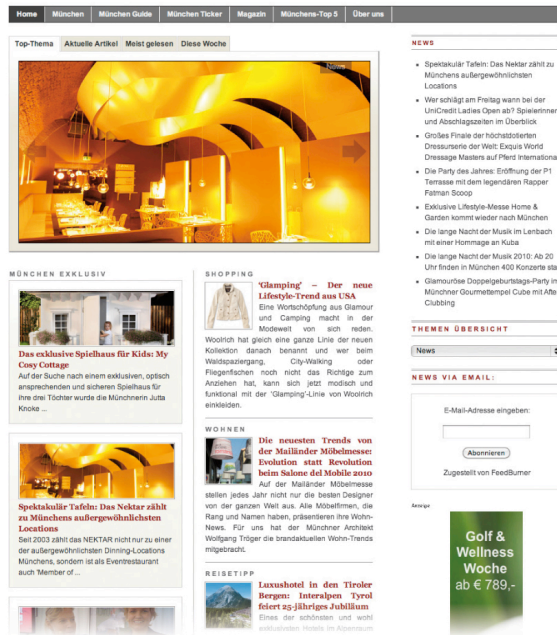 Home München München Guide München Ticker Magazin Münchens-Top 5 Über uns
Top-Thema Aktuelle Artikel Meist gelesen Diese Woche
News
MÜNCHEN EXKLUSIV
Das exklusive Spielhaus für Kids: My
Cosy Cottage
Auf der Suche nach einem exklusiven, optisch
ansprechenden und sicheren Spielhaus für
ihre drei Töchter wurde die Münchnerin Jutta
Knoke ...
Spektakulär Tafeln: Das Nektar zählt
zu Münchens außergewöhnlichsten
Locations
Seit 2003 zählt das NEKTAR nicht nur zu einer
der außergewöhnlichsten Dinning-Locations
Münchens, sondern ist als Eventrestaurant
auch 'Member of ...
SHOPPING
'Glamping' – Der neue
Lifestyle-Trend aus USA
Eine Wortschöpfung aus Glamour
und Camping macht in der
Modewelt von sich reden.
Woolrich hat gleich eine ganze Linie der neuen
Kollektion danach benannt und wer beim
Waldspaziergang, City-Walking oder
Fliegenfischen noch nicht das Richtige zum
Anziehen hat, kann sich jetzt modisch und
funktional mit der 'Glamping'-Linie von Woolrich
einkleiden.
WOHNEN
Die neuesten Trends von
der Mailänder Möbelmesse:
Evolution statt Revolution
beim Salone del Mobile 2010
Auf der Mailänder Möbelmesse
stellen jedes Jahr nicht nur die besten Designer
von der ganzen Welt aus. Alle Möbelfirmen, die
Rang und Namen haben, präsentieren ihre Wohn-
News. Für uns hat der Münchner Architekt
Wolfgang Tröger die brandaktuellen Wohn-Trends
mitgebracht.
REISETIPP
Luxushotel in den Tiroler
Bergen: Interalpen Tyrol
feiert 25-jähriges Jubiläum
Eines der schönsten und wohl
exklusivsten Hotels im Alpenraum
NEWS
Spektakulär Tafeln: Das Nektar zählt zu
Münchens außergewöhnlichsten
Locations
Wer schlägt am Freitag wann bei der
UniCredit Ladies Open ab? Spielerinnen
und Abschlagszeiten im Überblick
Großes Finale der höchstdotierten
Dressurserie der Welt: Exquis World
Dressage Masters auf Pferd Internationa
Die Party des Jahres: Eröffnung der P1
Terrasse mit dem legendären Rapper
Fatman Scoop
Exklusive Lifestyle-Messe Home &
Garden kommt wieder nach München
Die lange Nacht der Musik im Lenbach
mit einer Hommage an Kuba
Die lange Nacht der Musik 2010: Ab 20
Uhr finden in München 400 Konzerte sta
Glamouröse Doppelgeburtstags-Party im
Münchner Gourmettempel Cube mit Afte
Clubbing
THEMEN ÜBERSICHT
News
NEWS VIA EMAIL:
E-Mail-Adresse eingeben:
Abonnieren
Zugestellt von FeedBurner
Anzeige
Golf &
Wellness
Woche
ab € 789,-